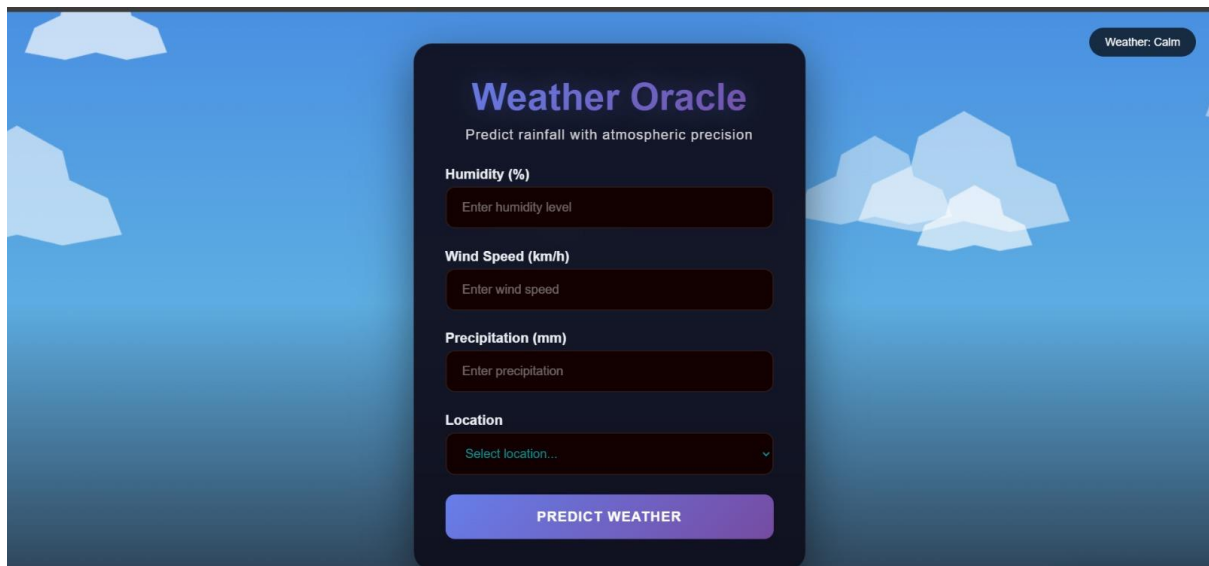 Weather: Calm
Weather Oracle
Predict rainfall with atmospheric precision
Humidity (%)
Enter humidity level
Wind Speed (km/h)
Enter wind speed
Precipitation (mm)
Enter precipitation
Location
Select location...
PREDICT WEATHER